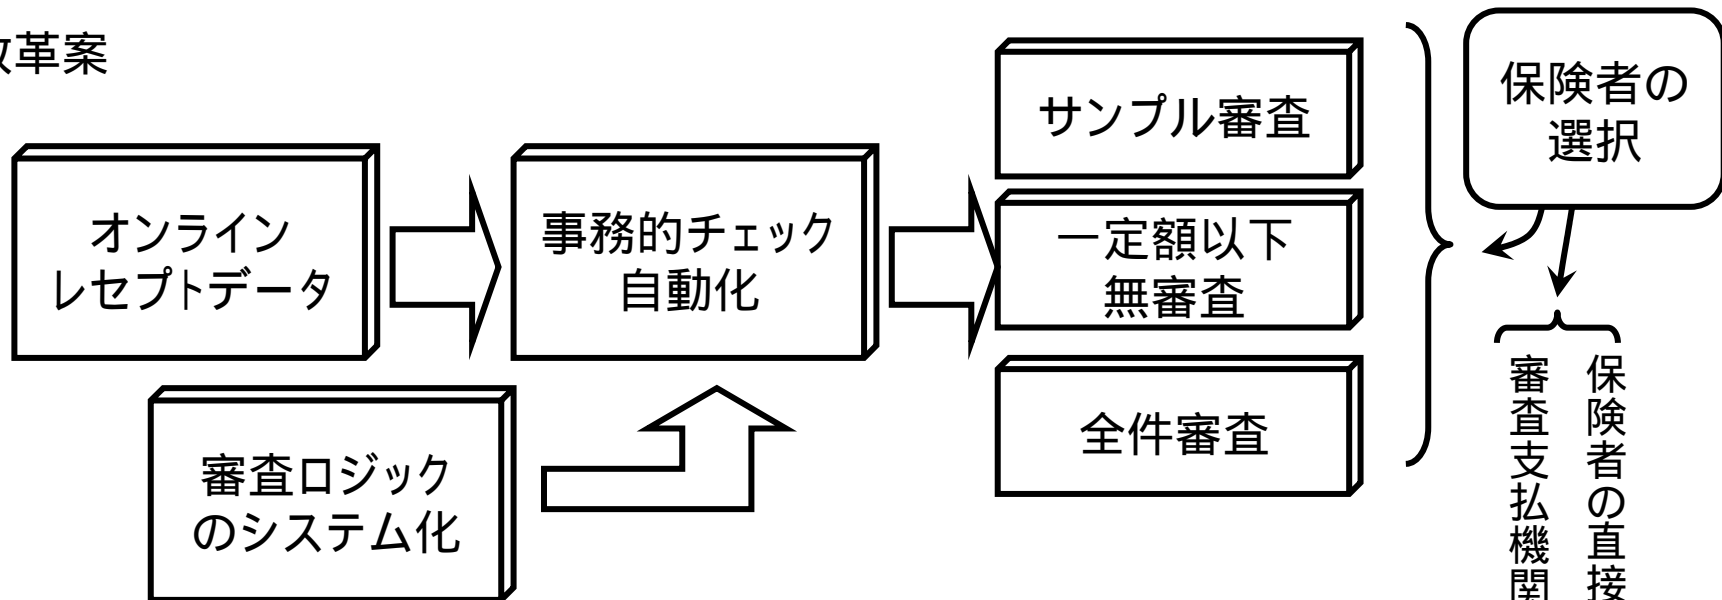 改革案
オンライン
レセプトデータ
事務的チェック
自動化
審査ロジック
のシステム化
サンプル審査
一定額以下
無審査
全件審査
保険者の
選択
保険者の直接
審査支払機関